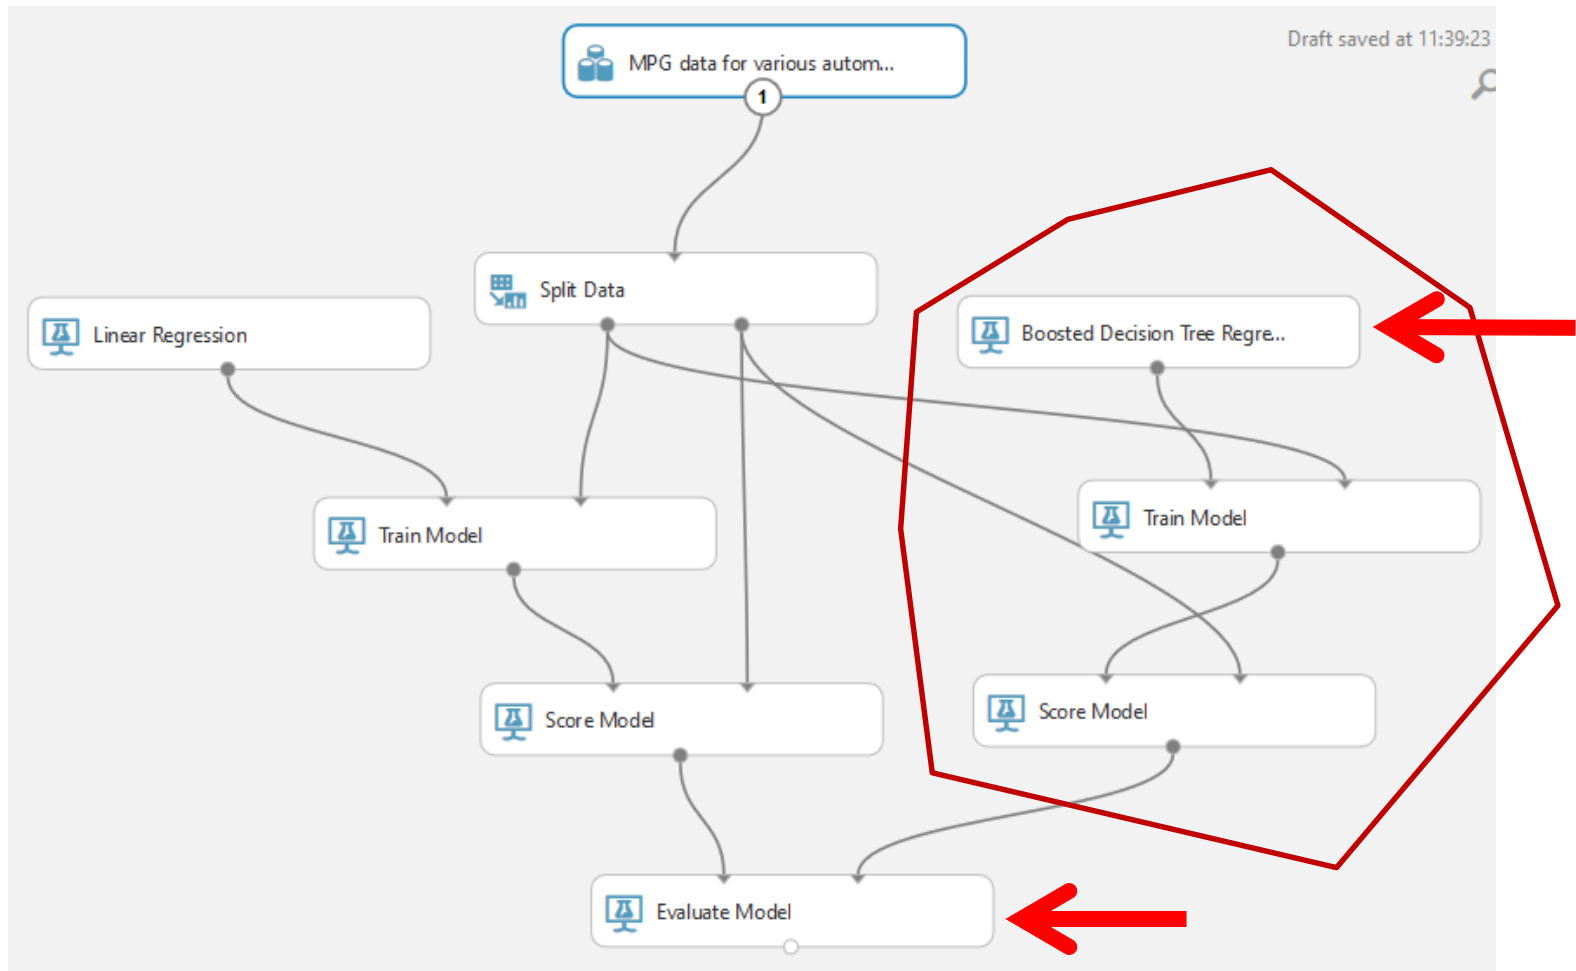 Draft saved at 11:39:23
MPG data for various autom...
1
Split Data
Linear Regression
Boosted Decision Tree Regre...
Train Model
Train Model
Score Model
Score Model
Evaluate Model